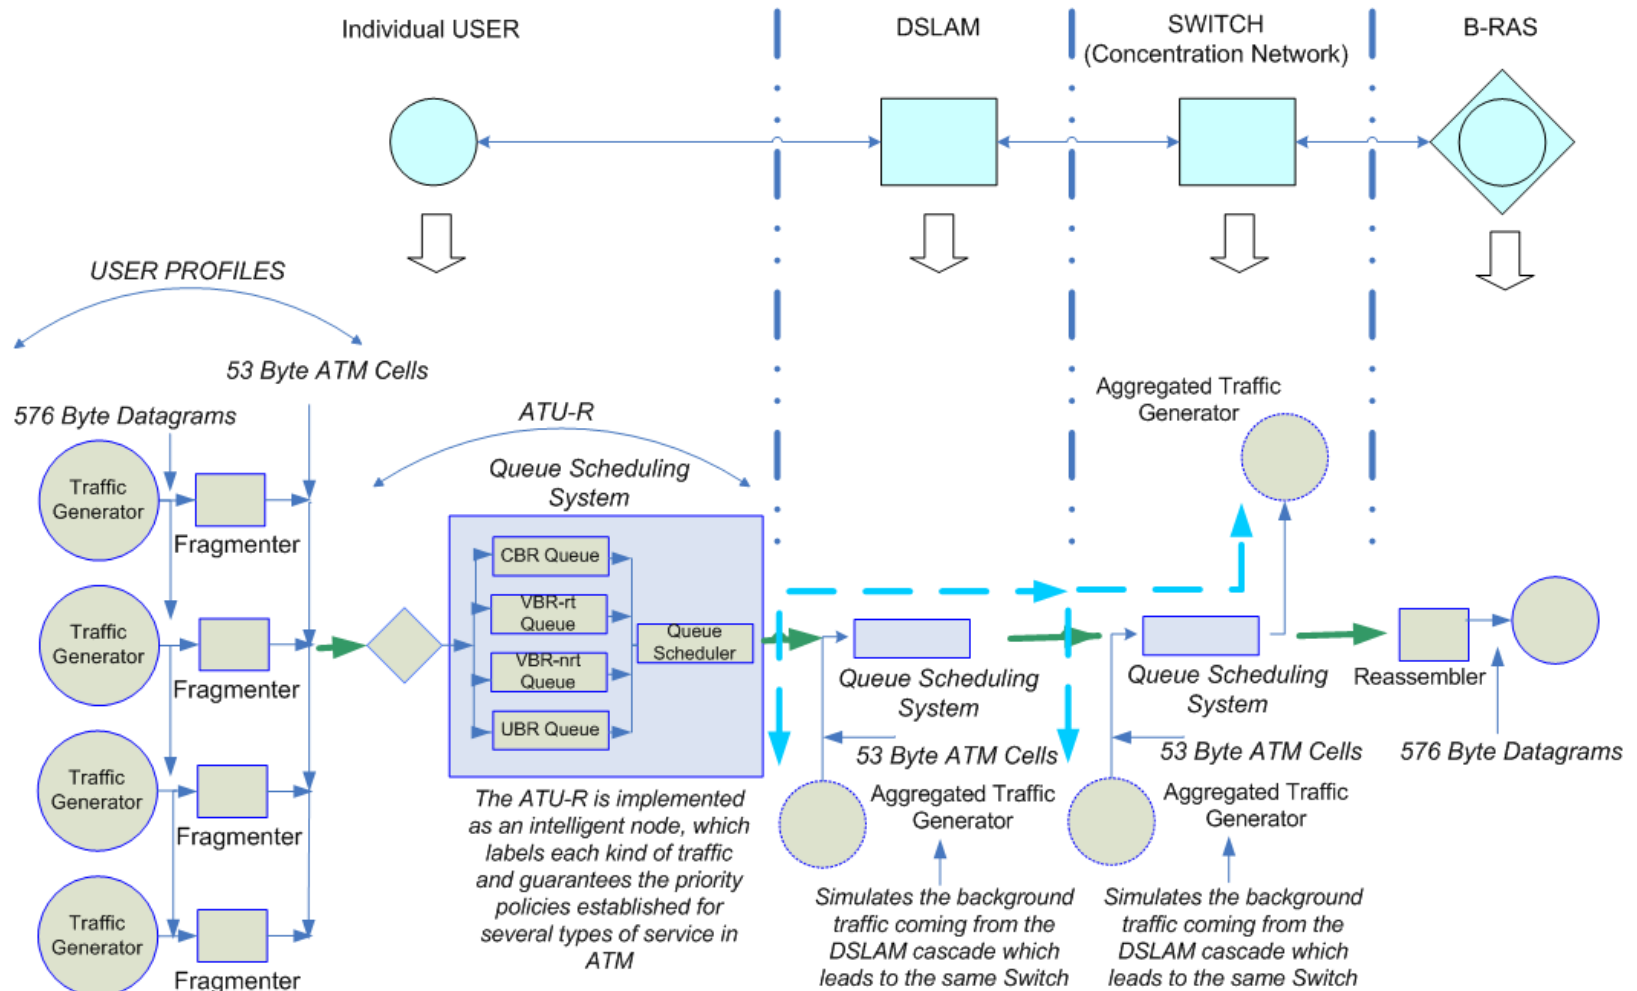 Individual USER
DSLAM
SWITCH
(Concentration Network)
B-RAS
USER PROFILES
53 Byte ATM Cells
576 Byte Datagrams
ATU-R
Queue Scheduling
System
Aggregated Traffic
Generator
Traffic
Generator
Fragmenter
Traffic
Generator
Fragmenter
Traffic
Generator
Fragmenter
Traffic
Generator
Fragmenter
CBR Queue
VBR-rt
Queue
VBR-nrt
Queue
UBR Queue
Queue
Scheduler
The ATU-R is implemented
as an intelligent node, which
labels each kind of traffic
and guarantees the priority
policies established for
several types of service in
ATM
Queue Scheduling
System
53 Byte ATM Cells
Aggregated Traffic
Generator
Simulates the background
traffic coming from the
DSLAM cascade which
leads to the same Switch
Queue Scheduling
System
53 Byte ATM Cells
Aggregated Traffic
Generator
Simulates the background
traffic coming from the
DSLAM cascade which
leads to the same Switch
Reassembler
576 Byte Datagrams